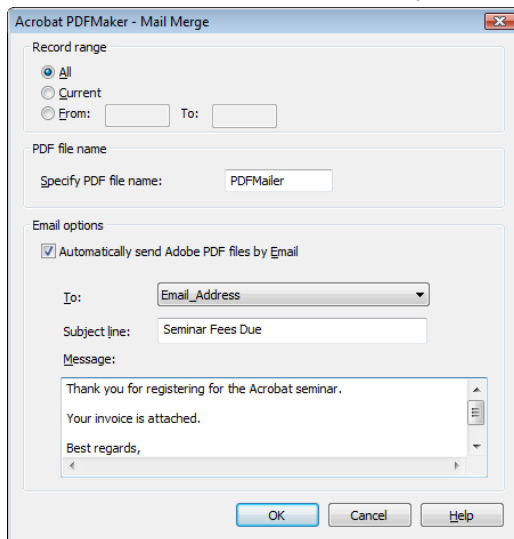 Acrobat PDFMaker - Mail Merge
Record range
All
Current
From: To:
PDF file name
Specify PDF file name: PDFMailer
Email options
Automatically send Adobe PDF files by Email
To: Email_Address
Subject line: Seminar Fees Due
Message:
Thank you for registering for the Acrobat seminar.
Your invoice is attached.
Best regards,
OK Cancel Help